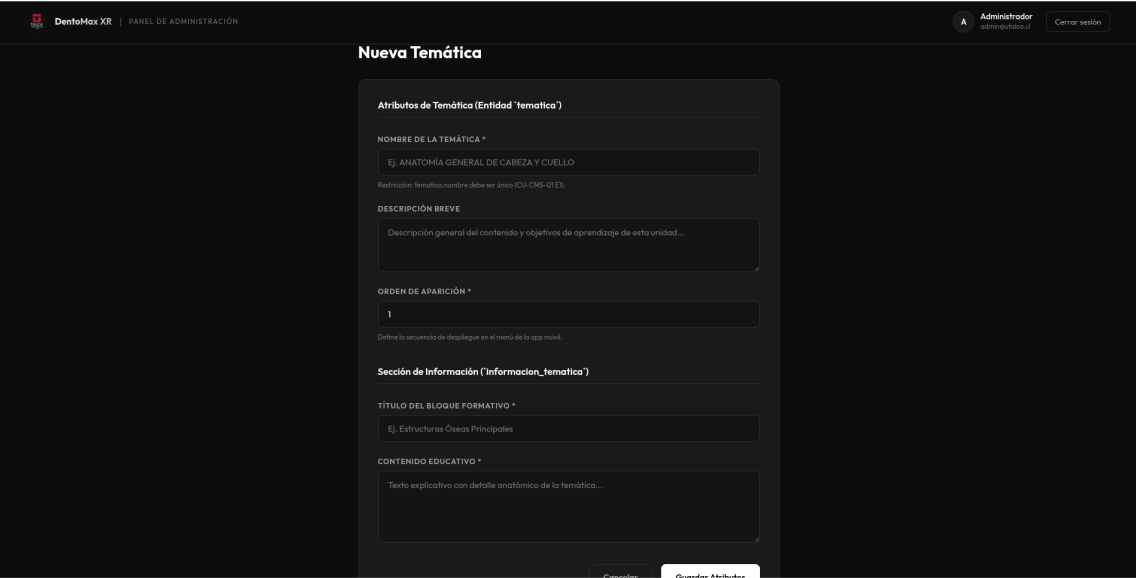 DentoMax XR | PANEL DE ADMINISTRACIÓN
A
Administrador
admin@utalca.cl
Cerrar sesión
Nueva Temática
Atributos de Temática (Entidad `tematica`)
NOMBRE DE LA TEMÁTICA *
Ej. ANATOMÍA GENERAL DE CABEZA Y CUELLO
Restricción: tematica.nombre debe ser único (CU-CMS-01 E1).
DESCRIPCIÓN BREVE
Descripción general del contenido y objetivos de aprendizaje de esta unidad...
ORDEN DE APARICIÓN *
1
Define la secuencia de despliegue en el menú de la app móvil.
Sección de Información (`informacion_tematica`)
TÍTULO DEL BLOQUE FORMATIVO *
Ej. Estructuras Óseas Principales
CONTENIDO EDUCATIVO *
Texto explicativo con detalle anatómico de la temática...
Cancelar
Guardar Atributos